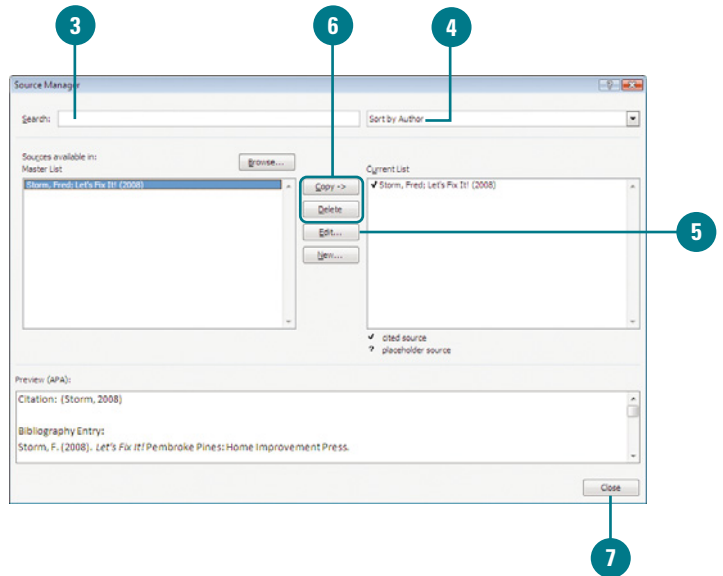 3
6
4
Source Manager
Search:
Sort by Author
Sources available in:
Master List
Browse...
Current List
Storm, Fred; Let's Fix It! (2008)
Copy ->
✓ Storm, Fred; Let's Fix It! (2008)
Delete
Edit...
5
New...
✓ cited source
? placeholder source
Preview (APA):
Citation: (Storm, 2008)
Bibliography Entry:
Storm, F. (2008). Let's Fix It! Pembroke Pines: Home Improvement Press.
Close
7